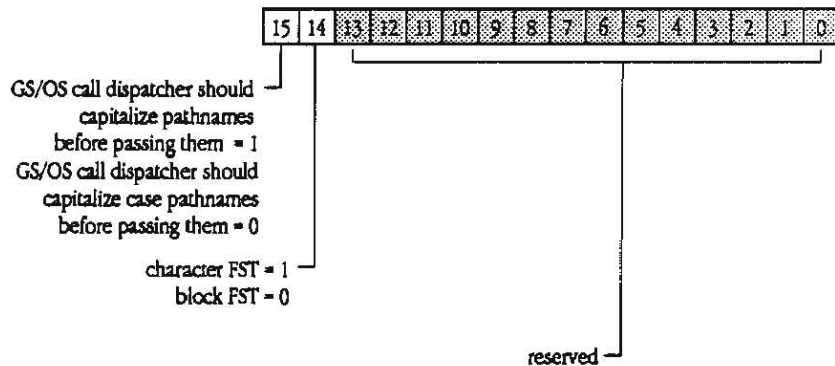 15 14 13 12 11 10 9 8 7 6 5 4 3 2 1 0
GS/OS call dispatcher should
capitalize pathnames
before passing them = 1
GS/OS call dispatcher should
capitalize case pathnames
before passing them = 0
character FST = 1
block FST = 0
reserved